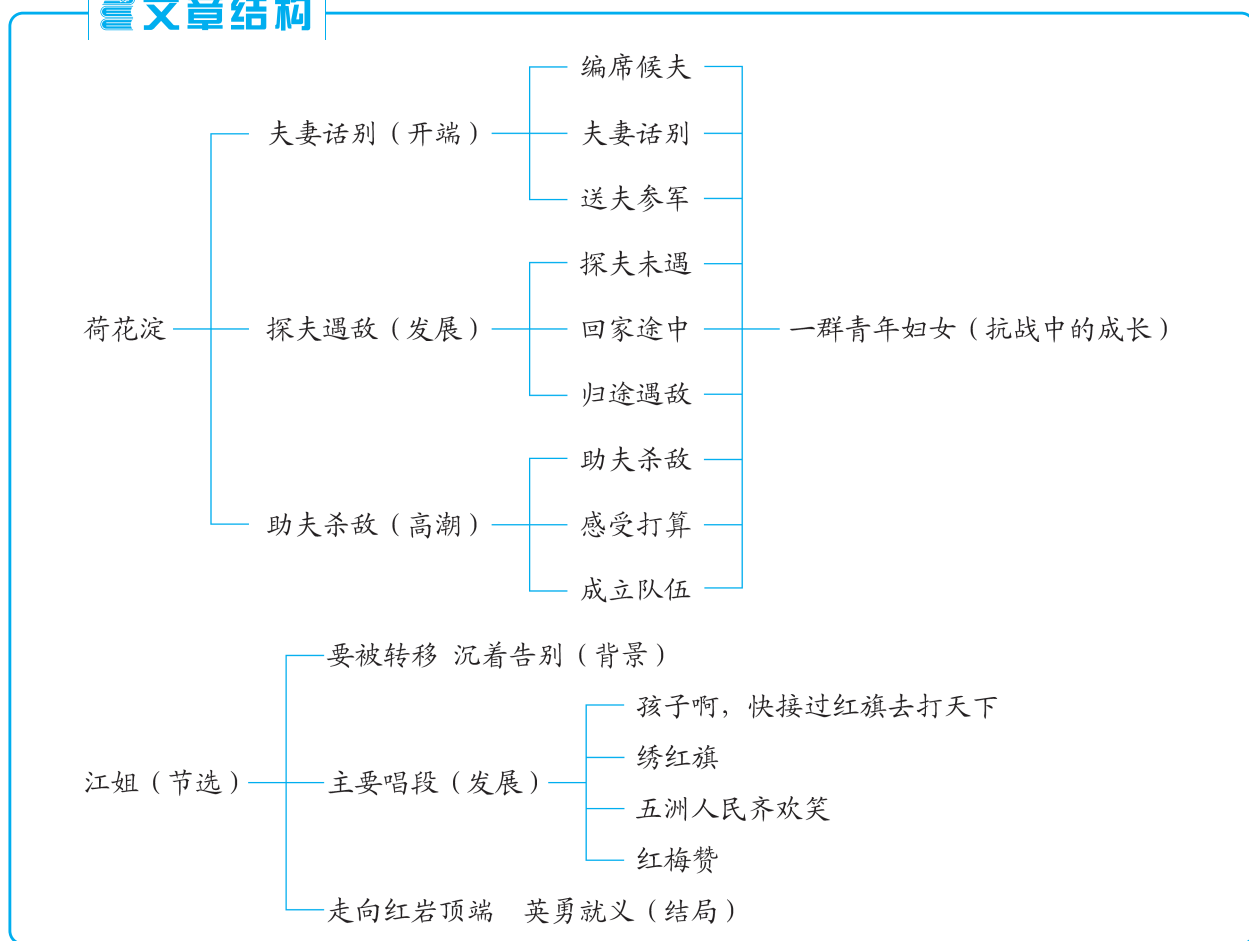 文章结构
编席候夫
夫妻话别（开端）
夫妻话别
送夫参军
探夫未遇
荷花淀
探夫遇敌（发展）
回家途中
一群青年妇女（抗战中的成长）
归途遇敌
助夫杀敌
助夫杀敌（高潮）
感受打算
成立队伍
要被转移 沉着告别（背景）
孩子啊，快接过红旗去打天下
绣红旗
江姐（节选）
主要唱段（发展）
五洲人民齐欢笑
红梅赞
走向红岩顶端 英勇就义（结局）